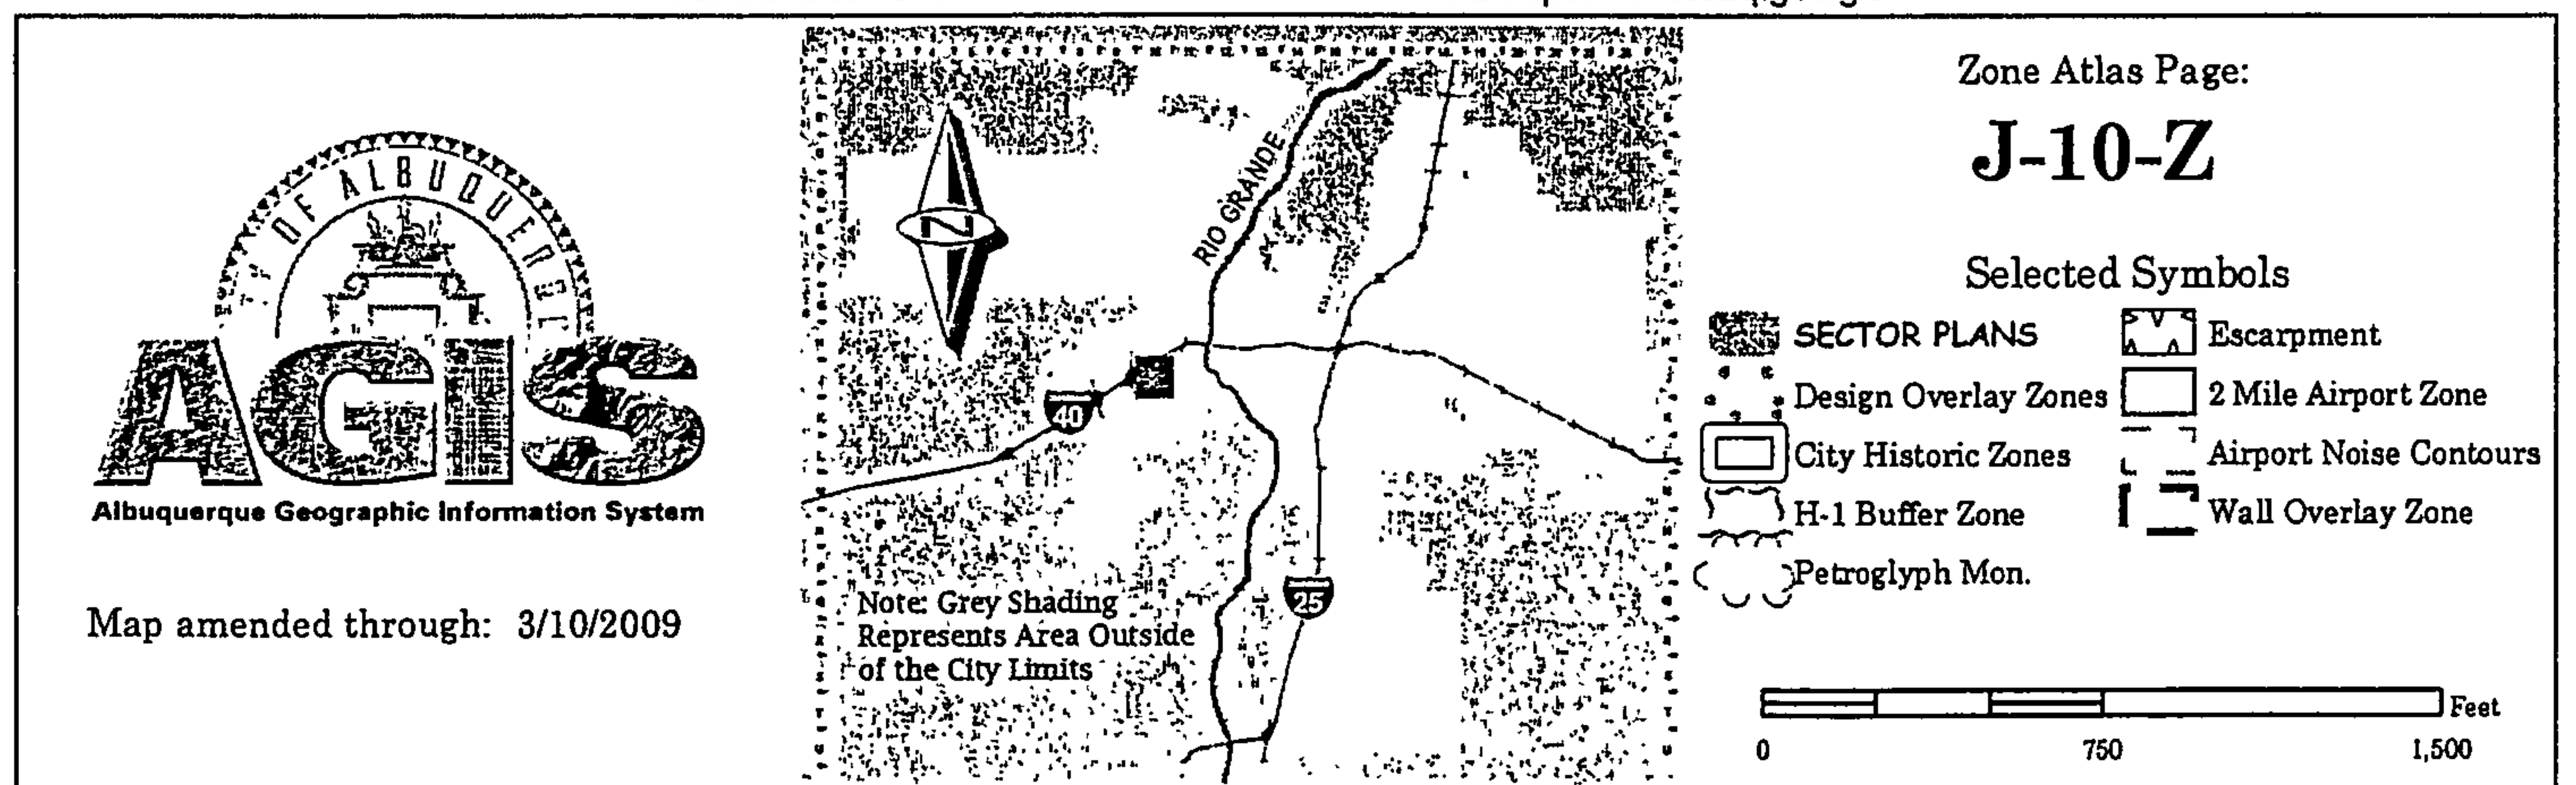 OF ALBUQUERQUE
AGIS
Albuquerque Geographic Information System
Map amended through: 3/10/2009
RIO GRANDE
N
40
25
Note: Grey Shading
Represents Area Outside
of the City Limits
Zone Atlas Page:
J-10-Z
Selected Symbols
SECTOR PLANS
Escarpment
Design Overlay Zones
2 Mile Airport Zone
City Historic Zones
Airport Noise Contours
H-1 Buffer Zone
Wall Overlay Zone
Petroglyph Mon.
Feet
0 750 1,500